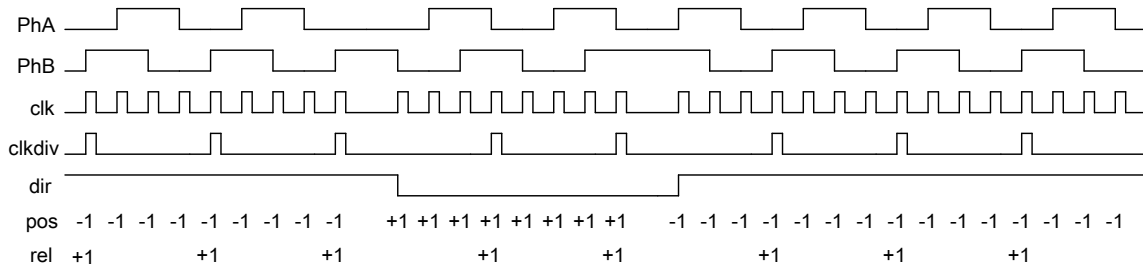 PhA
PhB
clk
clkdiv
dir
pos -1 -1 -1 -1 -1 -1 -1 -1 -1 +1 +1 +1 +1 +1 +1 +1 +1 -1 -1 -1 -1 -1 -1 -1 -1 -1 -1 -1 -1 -1 -1 -1
rel +1 +1 +1 +1 +1 +1 +1 +1